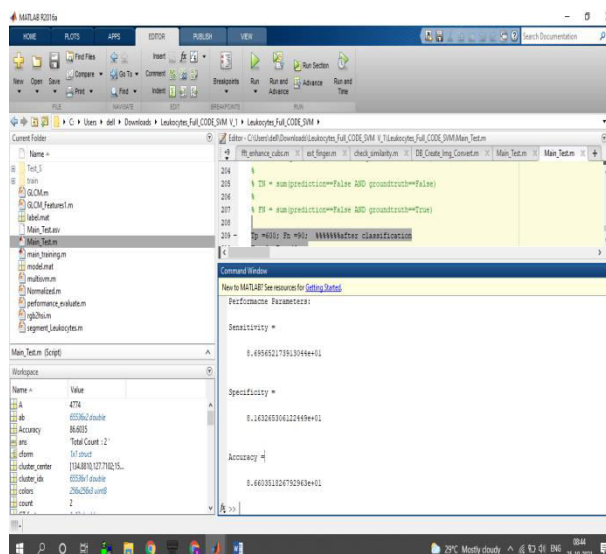 MATLAB R2016a
HOME PLOTS APPS EDITOR PUBLISH VIEW
Search Documentation
New Open Save
Find Files
Compare
Print
Go To
Find
Insert
Comment
Indent
Breakpoints
Run
Run and Advance
Run Section
Advance
Run and Time
FILE NAVIGATE EDIT BREAKPOINTS RUN
C: Users dell Downloads Leukocytes_Full_CODE_SVM V_1 Leukocytes_Full_CODE_SVM
Current Folder
Name
Test_S
train
GLCM.m
GLCM_Features1.m
label.mat
Main_Test.asv
Main_Test.m
main_training.m
model.mat
multisvm.m
Normalized.m
performance_evaluate.m
rgb2hsi.m
segment_Leukocytes.m
Main_Test.m (Script)
Workspace
Name Value
A 4774
ab 65536x2 double
Accuracy 86.6035
ans 'Total Count : 2 '
cform 1x1 struct
cluster_center [134.8810,127.7102;15...
cluster_idx 65536x1 double
colors 256x256x3 uint8
count 2
Editor - C:\Users\dell\Downloads\Leukocytes_Full_CODE_SVM V_1\Leukocytes_Full_CODE_SVM\Main_Test.m
fft_enhance_cubs.m ext_finger.m check_similarity.m DB_Create_Img_Convert.m Main_Test.m Main_Test.m
204 %
205 % TN = sum(prediction==False AND groundtruth==False)
206 %
207 % FN = sum(prediction==False AND groundtruth==True)
208
209 - Tp =600; Fn =90; %%%%%%%after classification
Command Window
New to MATLAB? See resources for Getting Started.
Performacne Parameters:
Sensitivity =
8.695652173913044e+01
Specificity =
8.163265306122449e+01
Accuracy =
8.660351826792963e+01
fx >>
29°C Mostly cloudy ENG 08:44